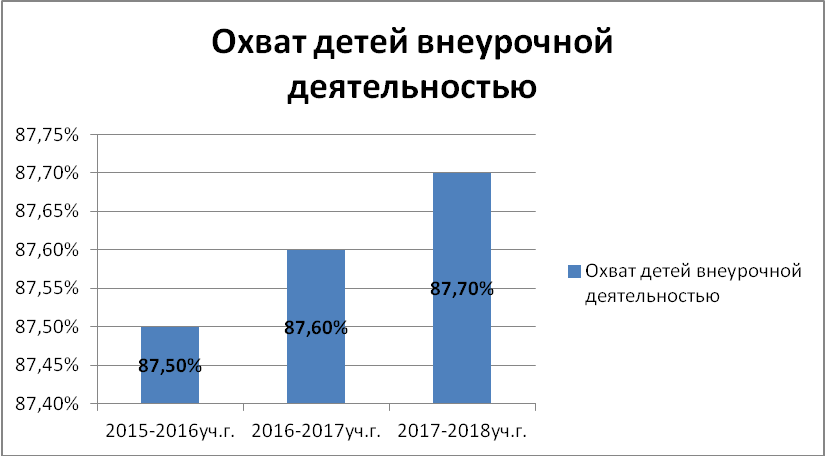 Охват детей внеурочной
деятельностью
87,75%
87,70%
87,65%
87,60%
87,55%
87,50%
87,45%
87,40%
87,50%
87,60%
87,70%
2015-2016уч.г.
2016-2017уч.г.
2017-2018уч.г.
Охват детей внеурочной
деятельностью